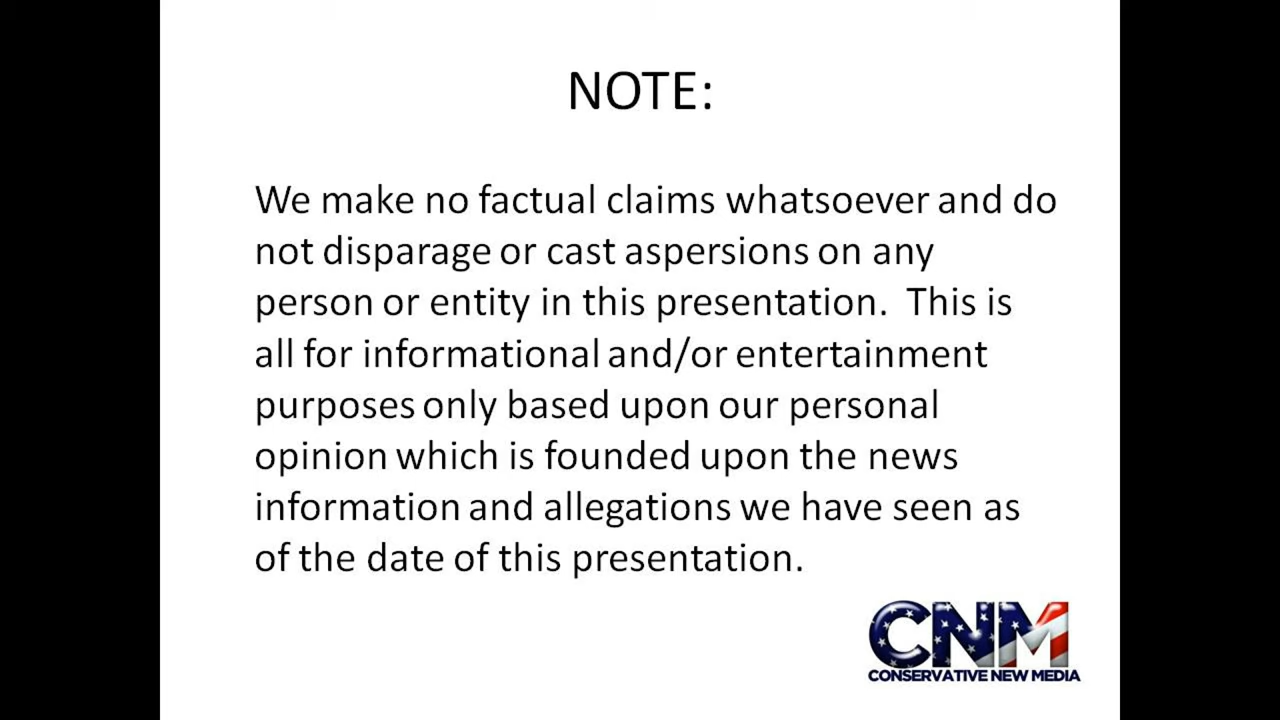 NOTE:
We make no factual claims whatsoever and do
not disparage or cast aspersions on any
person or entity in this presentation.  This is
all for informational and/or entertainment
purposes only based upon our personal
opinion which is founded upon the news
information and allegations we have seen as
of the date of this presentation.
CNM
CONSERVATIVE NEW MEDIA